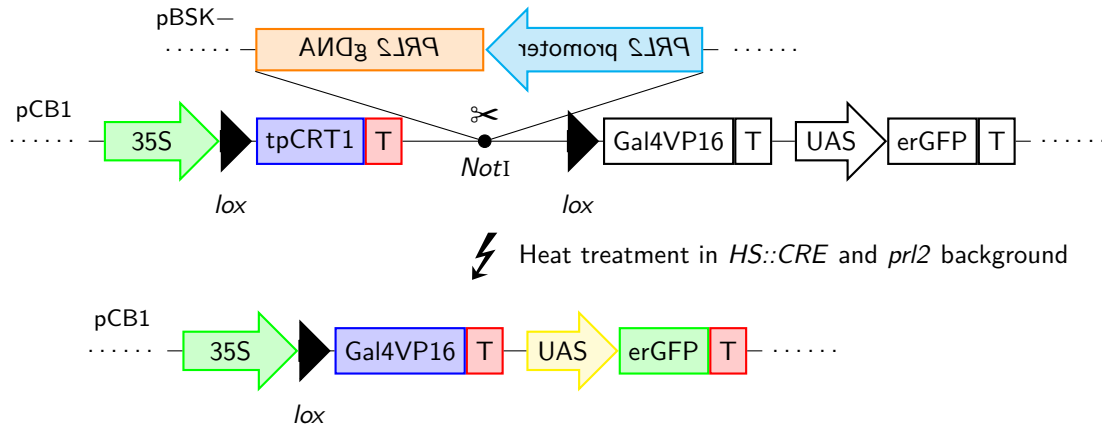 pBSK−
PRL2 gDNA PRL2 promoter
pCB1
35S tpCRT1 T NotI Gal4VP16 T UAS erGFP T
lox lox
Heat treatment in HS::CRE and prl2 background
pCB1
35S Gal4VP16 T UAS erGFP T
lox